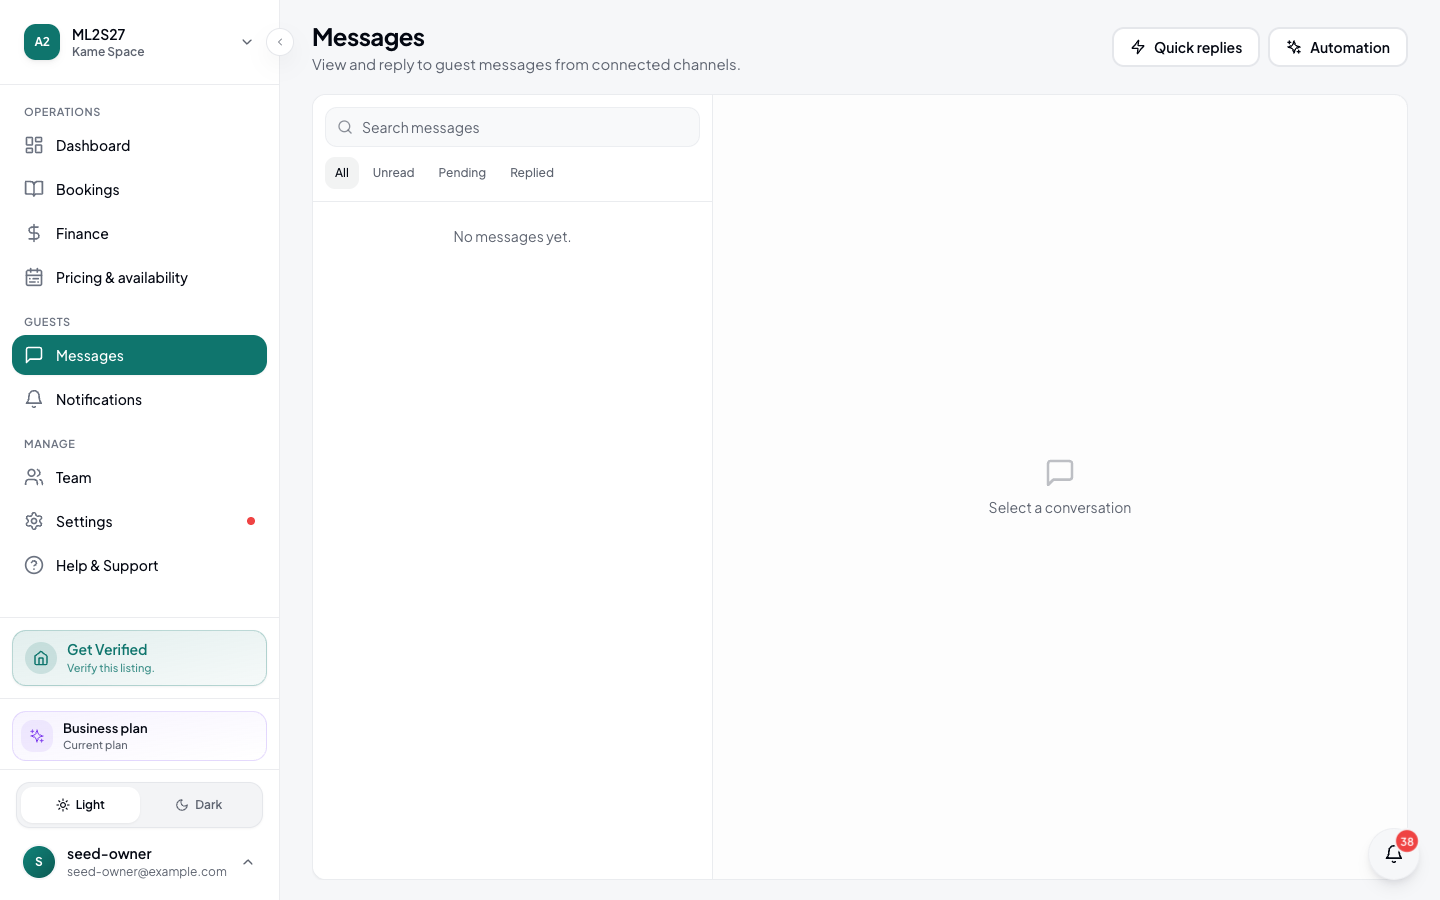 A2
ML2S27
Kame Space
OPERATIONS
Dashboard
Bookings
Finance
Pricing & availability
GUESTS
Messages
Notifications
MANAGE
Team
Settings
Help & Support
Get Verified
Verify this listing.
Business plan
Current plan
Light
Dark
S
seed-owner
seed-owner@example.com
Messages
View and reply to guest messages from connected channels.
Quick replies
Automation
Search messages
All
Unread
Pending
Replied
No messages yet.
Select a conversation
38